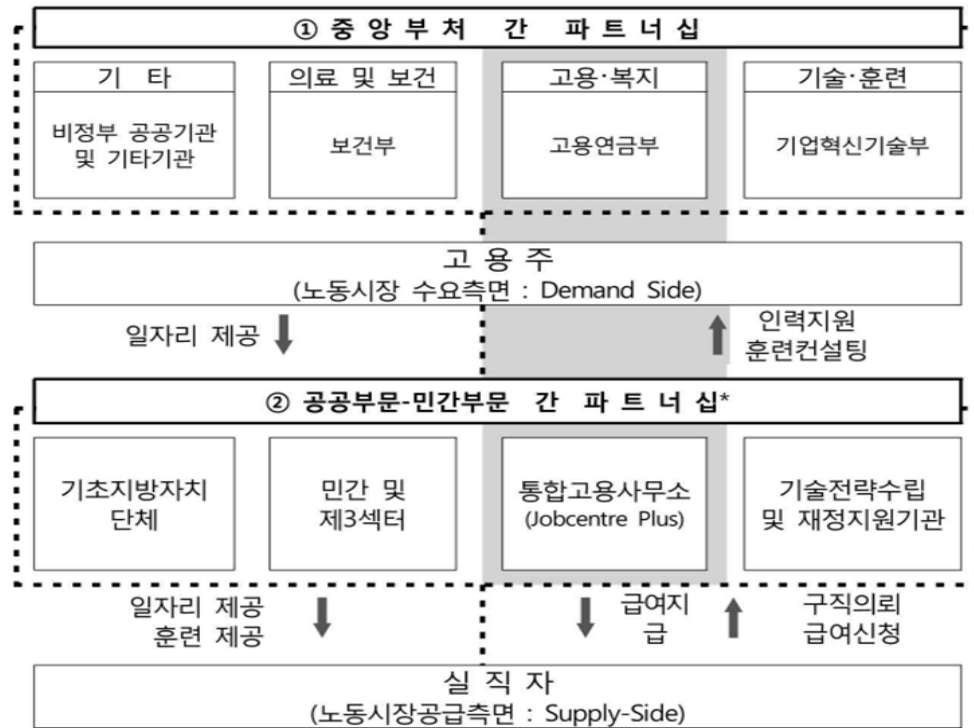 ① 중앙부처 간 파트너십
기 타
의료 및 보건
고용·복지
기술·훈련
비정부 공공기관
및 기타기관
보건부
고용연금부
기업혁신기술부
고 용 주
(노동시장 수요측면 : Demand Side)
일자리 제공
인력지원
훈련컨설팅
② 공공부문-민간부문 간 파트너십*
기초지방자치
단체
민간 및
제3섹터
통합고용사무소
(Jobcentre Plus)
기술전략수립
및 재정지원기관
일자리 제공
훈련 제공
급여지
급
구직의뢰
급여신청
실 직 자
(노동시장공급측면 : Supply-Side)